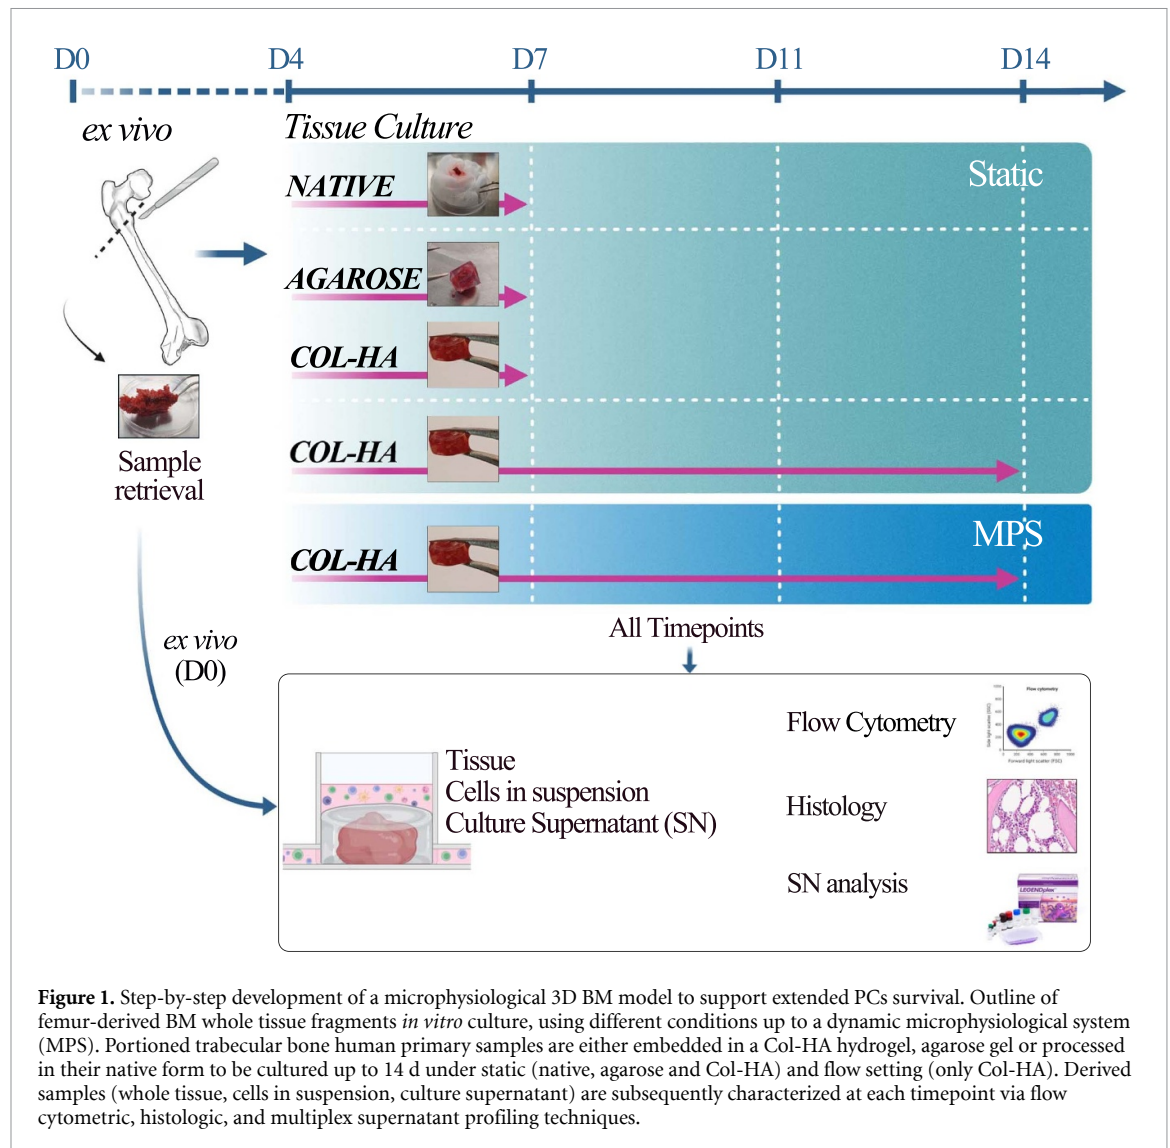 D0 D4 D7 D11 D14
ex vivo
Tissue Culture
Static
NATIVE
AGAROSE
COL-HA
COL-HA
MPS
COL-HA
Sample
retrieval
All Timepoints
ex vivo
(D0)
Tissue
Cells in suspension
Culture Supernatant (SN)
Flow Cytometry
Flow cytometry
Forward light scatter (FSC)
Histology
SN analysis
LEGENDplex
Figure 1. Step-by-step development of a microphysiological 3D BM model to support extended PCs survival. Outline of
femur-derived BM whole tissue fragments in vitro culture, using different conditions up to a dynamic microphysiological system
(MPS). Portioned trabecular bone human primary samples are either embedded in a Col-HA hydrogel, agarose gel or processed
in their native form to be cultured up to 14 d under static (native, agarose and Col-HA) and flow setting (only Col-HA). Derived
samples (whole tissue, cells in suspension, culture supernatant) are subsequently characterized at each timepoint via flow
cytometric, histologic, and multiplex supernatant profiling techniques.